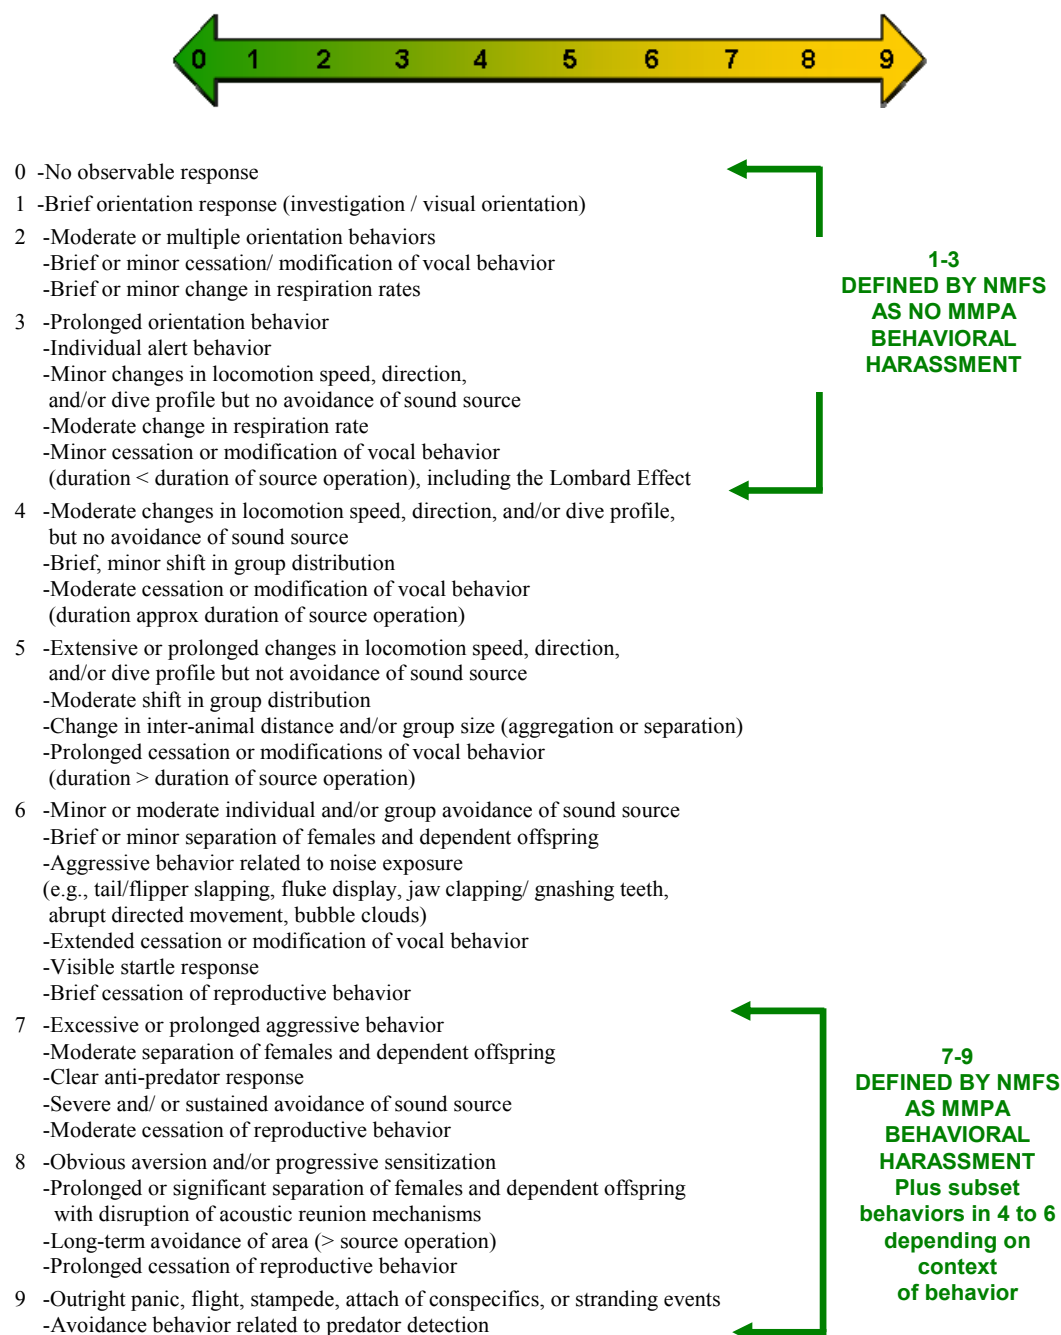 0 1 2 3 4 5 6 7 8 9
0 -No observable response
1 -Brief orientation response (investigation / visual orientation)
2 -Moderate or multiple orientation behaviors
-Brief or minor cessation/ modification of vocal behavior
-Brief or minor change in respiration rates
3 -Prolonged orientation behavior
-Individual alert behavior
-Minor changes in locomotion speed, direction,
and/or dive profile but no avoidance of sound source
-Moderate change in respiration rate
-Minor cessation or modification of vocal behavior
(duration < duration of source operation), including the Lombard Effect
1-3
DEFINED BY NMFS
AS NO MMPA
BEHAVIORAL
HARASSMENT
4 -Moderate changes in locomotion speed, direction, and/or dive profile,
but no avoidance of sound source
-Brief, minor shift in group distribution
-Moderate cessation or modification of vocal behavior
(duration approx duration of source operation)
5 -Extensive or prolonged changes in locomotion speed, direction,
and/or dive profile but not avoidance of sound source
-Moderate shift in group distribution
-Change in inter-animal distance and/or group size (aggregation or separation)
-Prolonged cessation or modifications of vocal behavior
(duration > duration of source operation)
6 -Minor or moderate individual and/or group avoidance of sound source
-Brief or minor separation of females and dependent offspring
-Aggressive behavior related to noise exposure
(e.g., tail/flipper slapping, fluke display, jaw clapping/ gnashing teeth,
abrupt directed movement, bubble clouds)
-Extended cessation or modification of vocal behavior
-Visible startle response
-Brief cessation of reproductive behavior
7 -Excessive or prolonged aggressive behavior
-Moderate separation of females and dependent offspring
-Clear anti-predator response
-Severe and/ or sustained avoidance of sound source
-Moderate cessation of reproductive behavior
8 -Obvious aversion and/or progressive sensitization
-Prolonged or significant separation of females and dependent offspring
with disruption of acoustic reunion mechanisms
-Long-term avoidance of area (> source operation)
-Prolonged cessation of reproductive behavior
9 -Outright panic, flight, stampede, attach of conspecifics, or stranding events
-Avoidance behavior related to predator detection
7-9
DEFINED BY NMFS
AS MMPA
BEHAVIORAL
HARASSMENT
Plus subset
behaviors in 4 to 6
depending on
context
of behavior